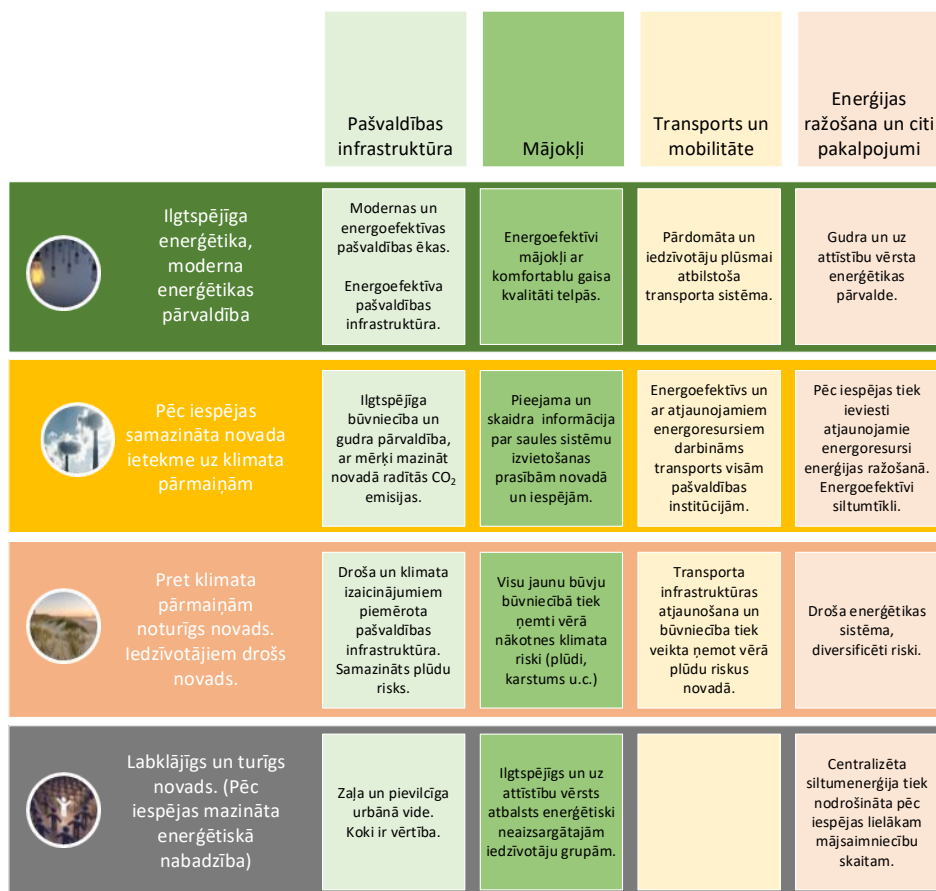 Pašvaldības
infrastruktūra
Mājokļi
Transports un
mobilitāte
Enerģijas
ražošana un citi
pakalpojumi
Ilgtspējīga
enerģētika,
moderna
enerģētikas
pārvaldība
Modernas un
energoefektīvas
pašvaldības ēkas.
Energoefektīva
pašvaldības
infrastruktūra.
Energoefektīvi
mājokļi ar
komfortablu gaisa
kvalitāti telpās.
Pārdomāta un
iedzīvotāju plūsmai
atbilstoša
transporta sistēma.
Gudra un uz
attīstību vērsta
enerģētikas
pārvalde.
Pēc iespējas
samazināta novada
ietekme uz klimata
pārmaiņām
Ilgtspējīga
būvniecība un
gudra pārvaldība,
ar mērķi mazināt
novadā radītās CO₂
emisijas.
Pieejama un
skaidra informācija
par saules sistēmu
izvietošanas
prasībām novadā
un iespējām.
Energoefektīvs un
ar atjaunojamiem
energoresursiem
darbināms
transports visām
pašvaldības
institūcijām.
Pēc iespējas tiek
ieviesti
atjaunojamie
energoresursi
enerģijas ražošanā.
Energoefektīvi
siltumtīkli.
Pret klimata
pārmaiņām
noturīgs novads.
Iedzīvotājiem drošs
novads.
Droša un klimata
izaicinājumiem
piemērota
pašvaldības
infrastruktūra.
Samazināts plūdu
risks.
Visu jaunu būvju
būvniecībā tiek
ņemti vērā
nākotnes klimata
riski (plūdi,
karstums u.c.)
Transporta
infrastruktūras
atjaunošana un
būvniecība tiek
veikta ņemot vērā
plūdu riskus
novadā.
Droša enerģētikas
sistēma,
diversificēti riski.
Labklājīgs un turīgs
novads. (Pēc
iespējas mazināta
enerģētiskā
nabadzība)
Zaļa un pievilcīga
urbānā vide.
Koki ir vērtība.
Ilgtspējīgs un uz
attīstību vērsts
atbalsts enerģētiski
neaizsargātajām
iedzīvotāju grupām.
Centralizēta
siltumenerģija tiek
nodrošināta pēc
iespējas lielākam
mājsaimniecību
skaitam.